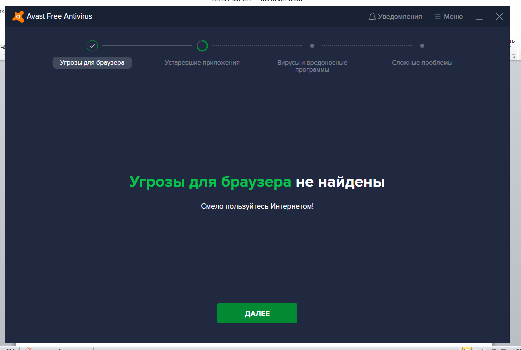 Avast Free Antivirus
Уведомления
Меню
Угрозы для браузера
Устаревшие приложения
Вирусы и вредоносные
программы
Сложные проблемы
Угрозы для браузера не найдены
Смело пользуйтесь Интернетом!
ДАЛЕЕ